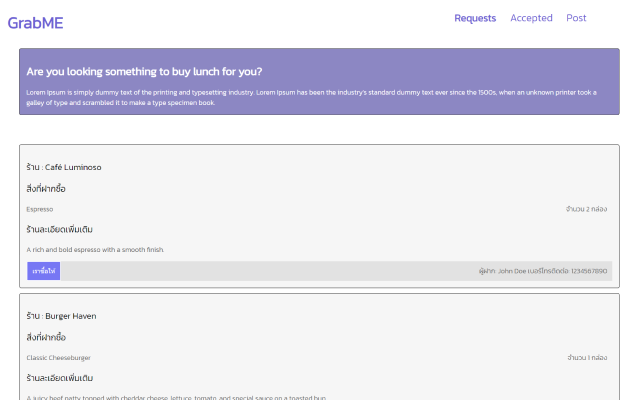 GrabME
Requests Accepted Post
Are you looking something to buy lunch for you?
Lorem Ipsum is simply dummy text of the printing and typesetting industry. Lorem Ipsum has been the industry's standard dummy text ever since the 1500s, when an unknown printer took a
galley of type and scrambled it to make a type specimen book.
ร้าน : Café Luminoso
สิ่งที่ฝากซื้อ
Espresso จำนวน 2 กล่อง
ร้านละเอียดเพิ่มเติม
A rich and bold espresso with a smooth finish.
เราซื้อให้ ผู้ฝาก: John Doe เบอร์โทรติดต่อ: 1234567890
ร้าน : Burger Haven
สิ่งที่ฝากซื้อ
Classic Cheeseburger จำนวน 1 กล่อง
ร้านละเอียดเพิ่มเติม
A juicy beef patty topped with cheddar cheese, lettuce, tomato, and special sauce on a toasted bun.